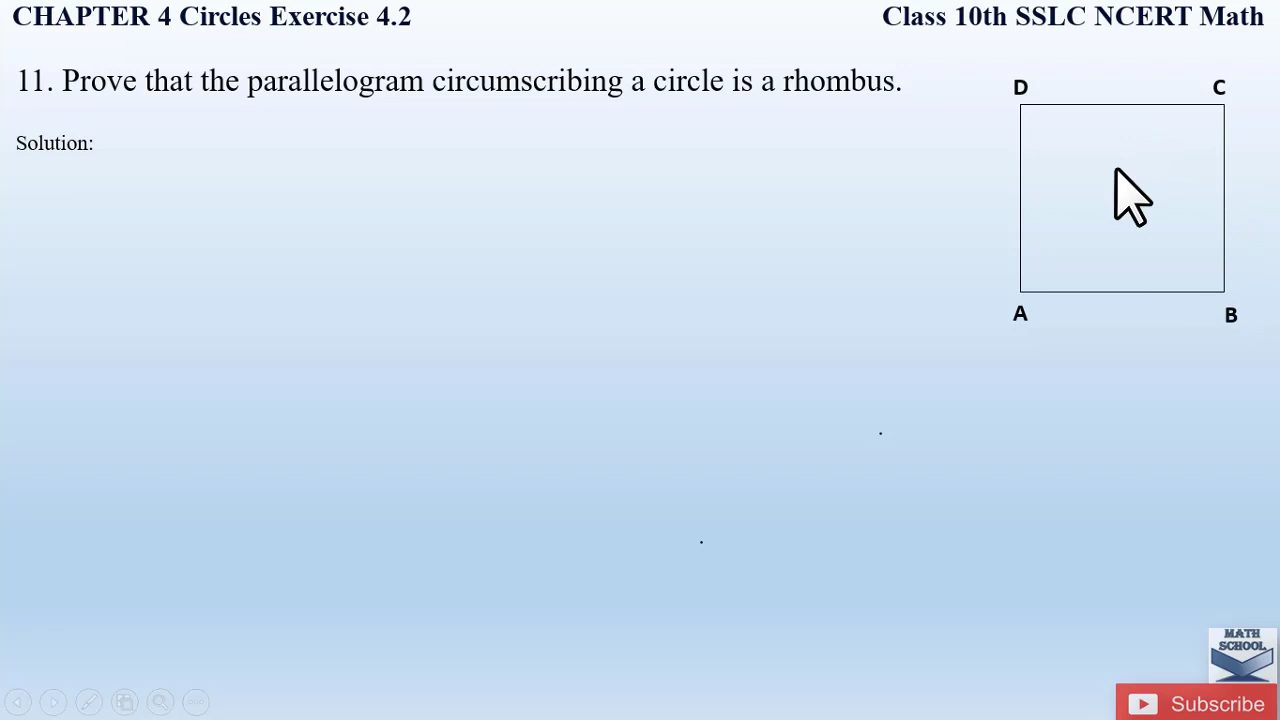 CHAPTER 4 Circles Exercise 4.2
Class 10th SSLC NCERT Math
11. Prove that the parallelogram circumscribing a circle is a rhombus.
D C
Solution:
A B
MATH
SCHOOL
Subscribe